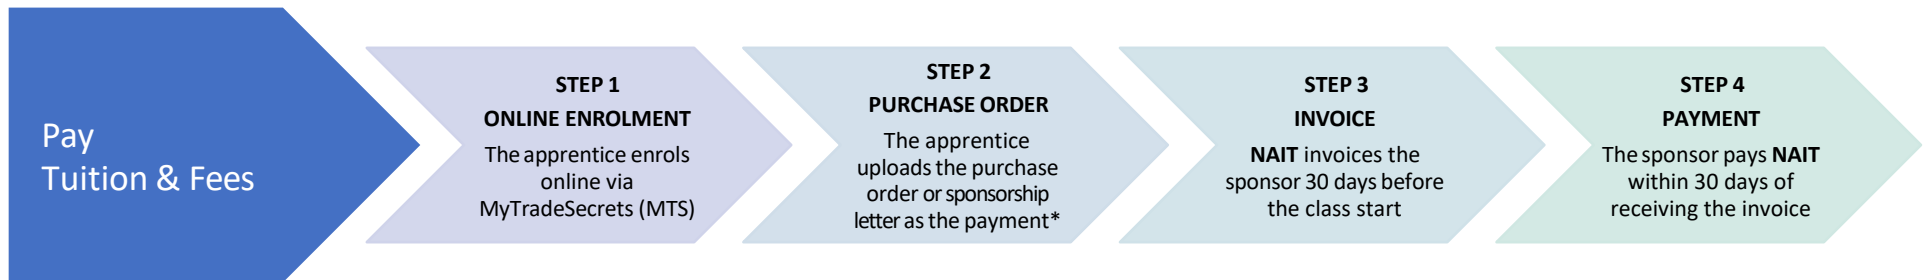 Pay
Tuition & Fees
STEP 1
ONLINE ENROLMENT
The apprentice enrols
online via
MyTradeSecrets (MTS)
STEP 2
PURCHASE ORDER
The apprentice
uploads the purchase
order or sponsorship
letter as the payment*
STEP 3
INVOICE
NAIT invoices the
sponsor 30 days before
the class start
STEP 4
PAYMENT
The sponsor pays NAIT
within 30 days of
receiving the invoice